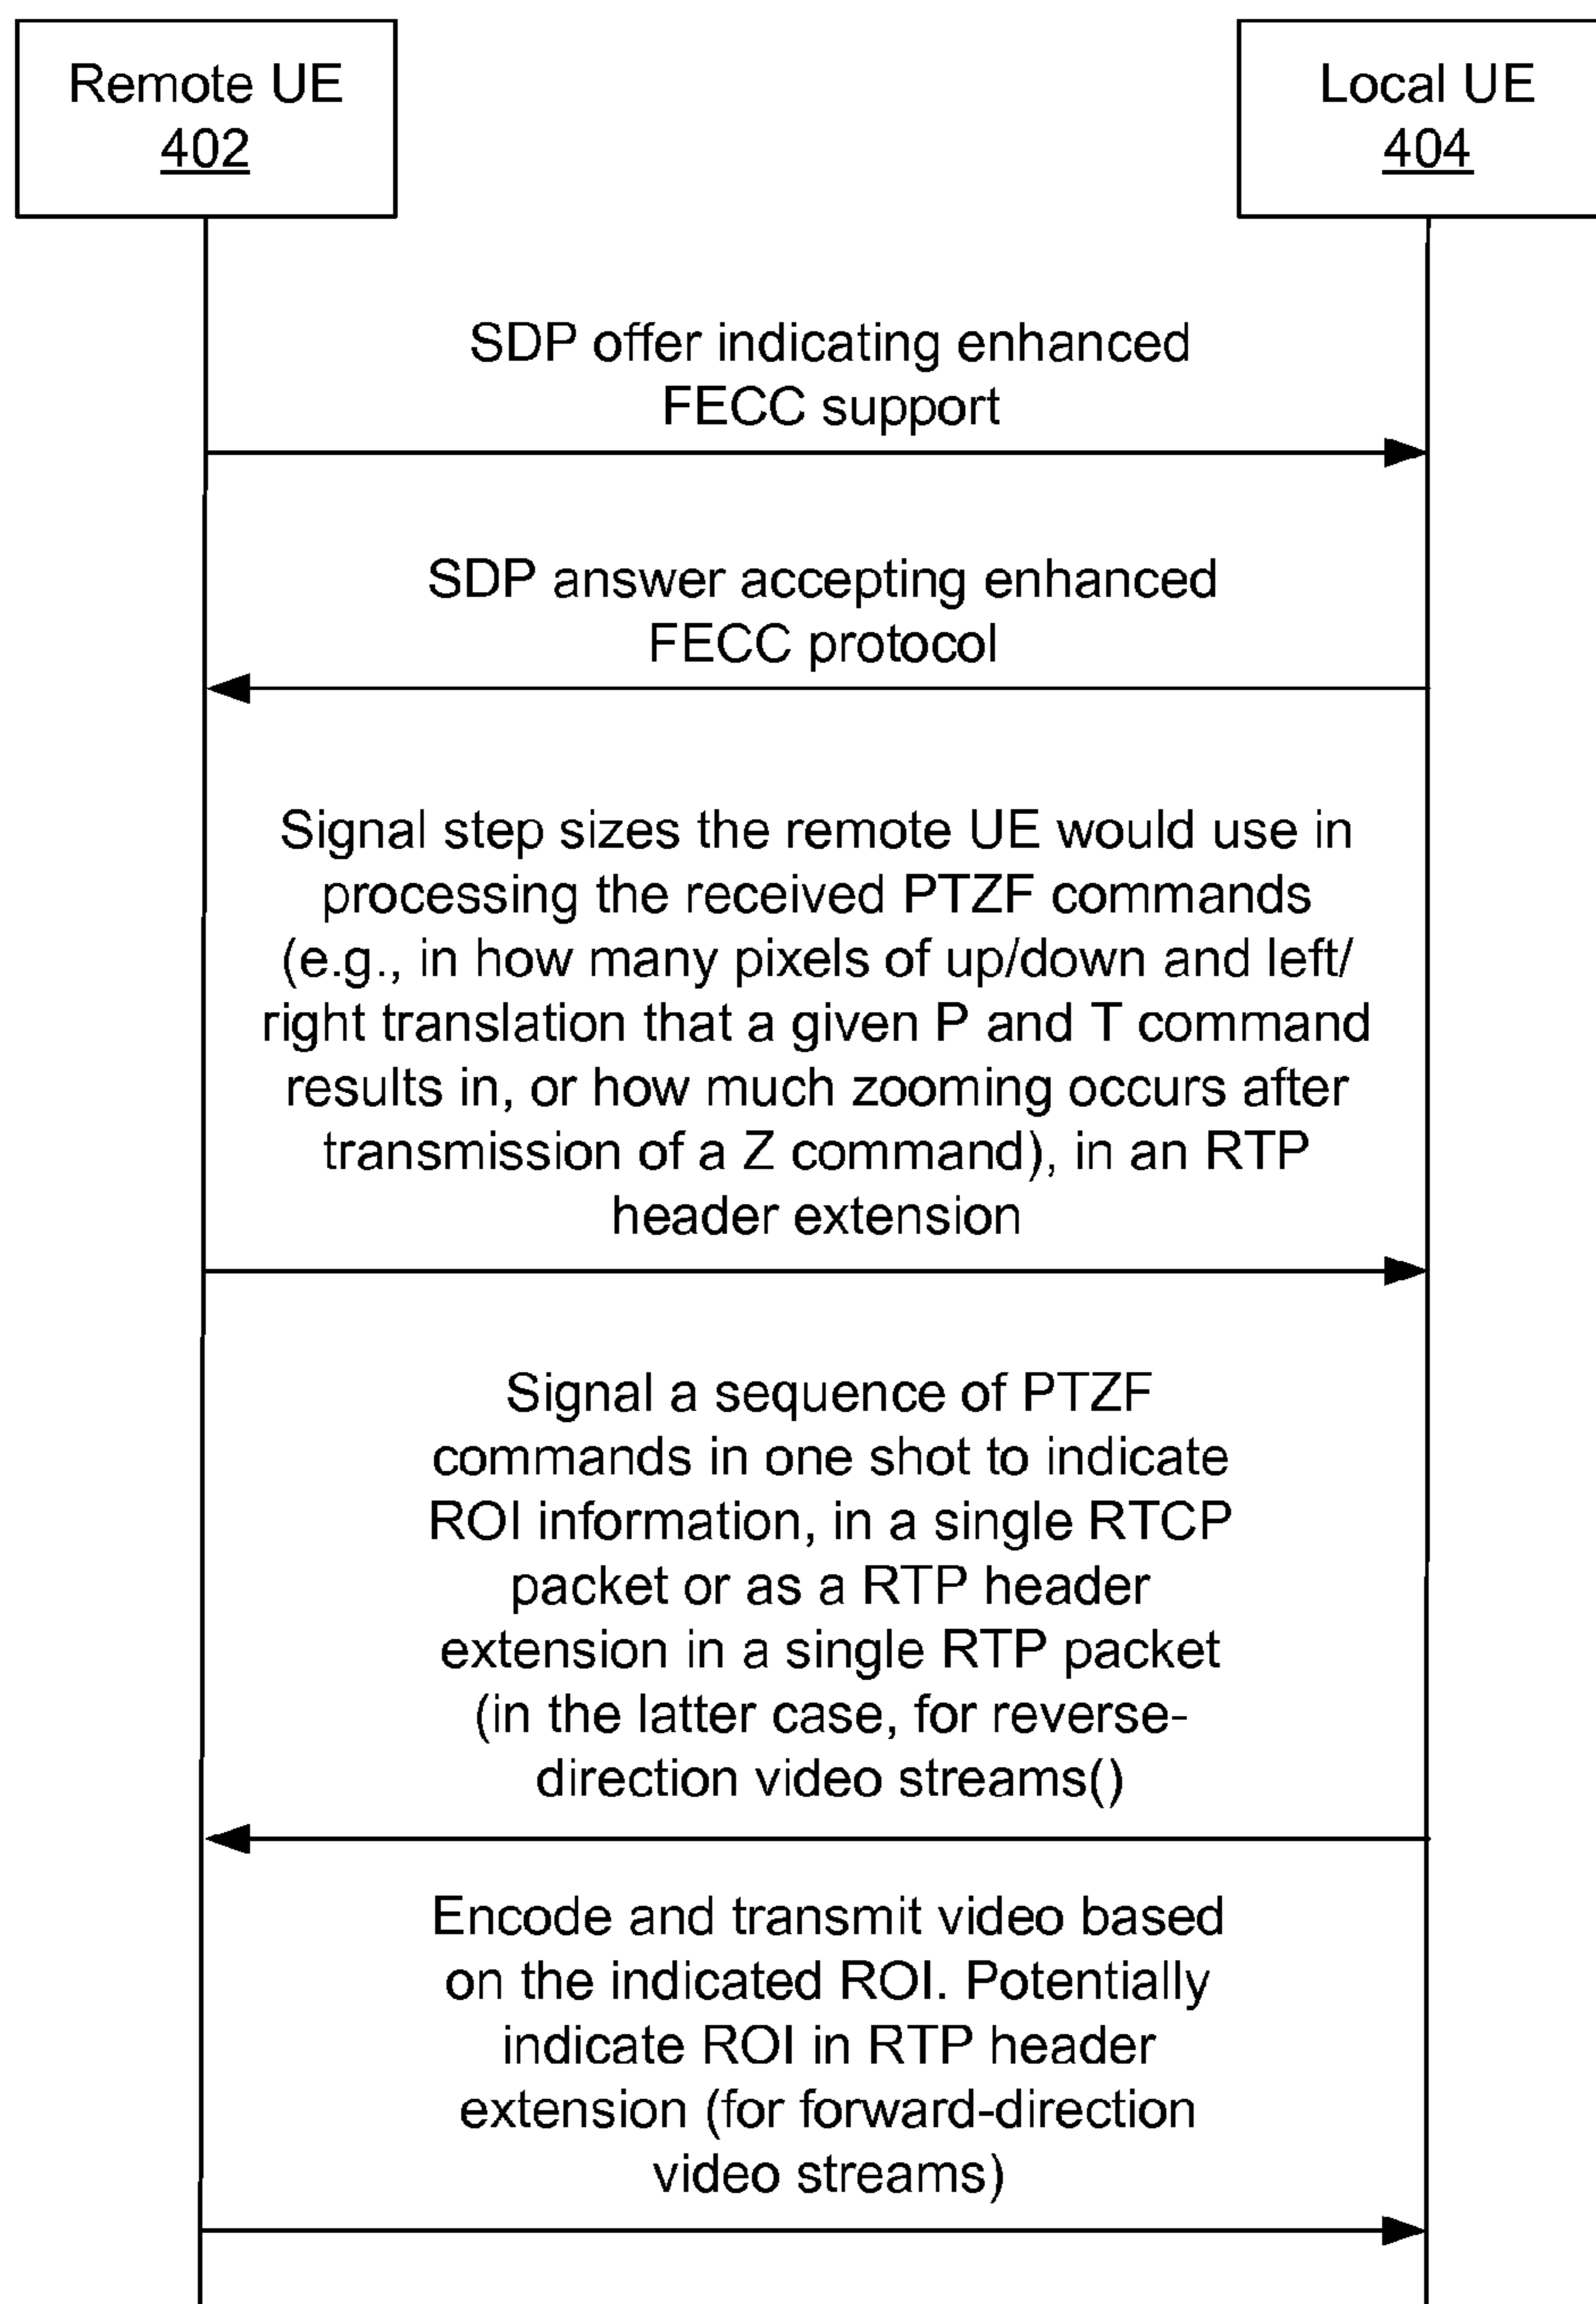 Remote UE
402
Local UE
404
SDP offer indicating enhanced
FECC support
SDP answer accepting enhanced
FECC protocol
Signal step sizes the remote UE would use in
processing the received PTZF commands
(e.g., in how many pixels of up/down and left/
right translation that a given P and T command
results in, or how much zooming occurs after
transmission of a Z command), in an RTP
header extension
Signal a sequence of PTZF
commands in one shot to indicate
ROI information, in a single RTCP
packet or as a RTP header
extension in a single RTP packet
(in the latter case, for reverse-
direction video streams()
Encode and transmit video based
on the indicated ROI. Potentially
indicate ROI in RTP header
extension (for forward-direction
video streams)